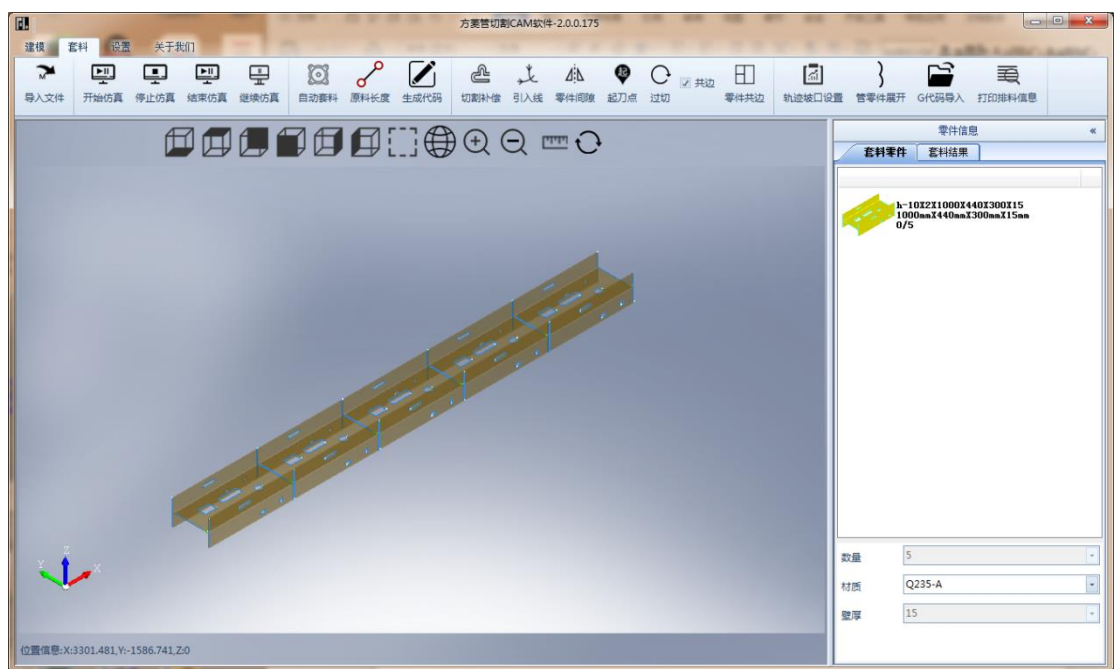 方菱管切割CAM软件-2.0.0.175
建模 套料 设置 关于我们
导入文件 开始仿真 停止仿真 结束仿真 继续仿真 自动套料 原料长度 生成代码 切割补偿 引入线 零件间隙 起刀点 过切 共边 零件共边 轨迹坡口设置 管零件展开 G代码导入 打印排料信息
零件信息
套料零件 套料结果
h-10X2X1000X440X300X15
1000mmX440mmX300mmX15mm
0/5
Z
Y X
数量 5
材质 Q235-A
壁厚 15
位置信息:X:3301.481,Y:-1586.741,Z:0